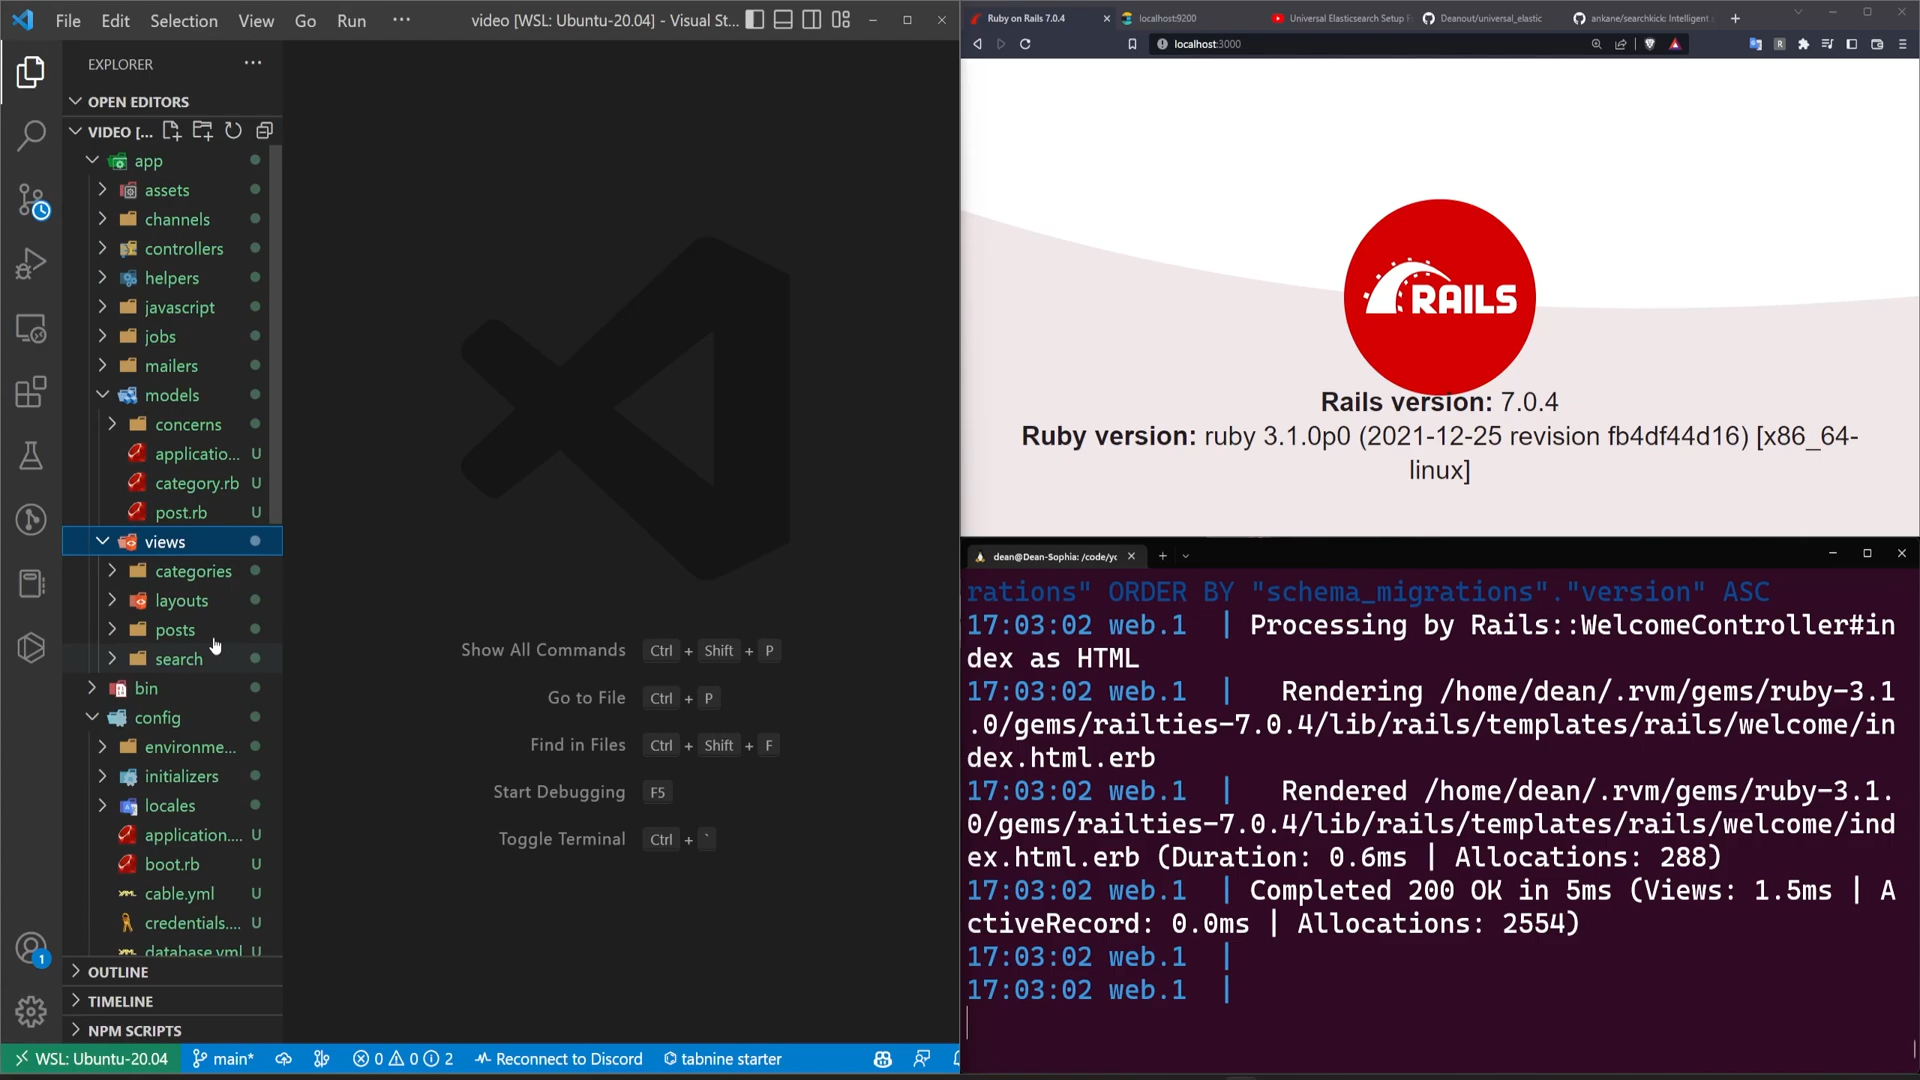 File Edit Selection View Go Run ··· video [WSL: Ubuntu-20.04] - Visual St...
EXPLORER ···
OPEN EDITORS
VIDEO [...
app
assets
channels
controllers
helpers
javascript
jobs
mailers
models
concerns
applicatio... U
category.rb U
post.rb U
views
categories
layouts
posts
search
bin
config
environme...
initializers
locales
application.... U
boot.rb U
cable.yml U
credentials.... U
database.yml U
OUTLINE
TIMELINE
NPM SCRIPTS
1
Show All Commands Ctrl + Shift + P
Go to File Ctrl + P
Find in Files Ctrl + Shift + F
Start Debugging F5
Toggle Terminal Ctrl + `
WSL: Ubuntu-20.04 main* 0 0 2 Reconnect to Discord tabnine starter
Ruby on Rails 7.0.4 localhost:9200 Universal Elasticsearch Setup F Deanout/universal_elastic ankane/searchkick: Intelligent
localhost:3000
RAILS
Rails version: 7.0.4
Ruby version: ruby 3.1.0p0 (2021-12-25 revision fb4df44d16) [x86_64-
linux]
dean@Dean-Sophia: /code/yc
rations" ORDER BY "schema_migrations"."version" ASC
17:03:02 web.1 | Processing by Rails::WelcomeController#in
dex as HTML
17:03:02 web.1 | Rendering /home/dean/.rvm/gems/ruby-3.1
.0/gems/railties-7.0.4/lib/rails/templates/rails/welcome/in
dex.html.erb
17:03:02 web.1 | Rendered /home/dean/.rvm/gems/ruby-3.1.
0/gems/railties-7.0.4/lib/rails/templates/rails/welcome/ind
ex.html.erb (Duration: 0.6ms | Allocations: 288)
17:03:02 web.1 | Completed 200 OK in 5ms (Views: 1.5ms | A
ctiveRecord: 0.0ms | Allocations: 2554)
17:03:02 web.1 |
17:03:02 web.1 |